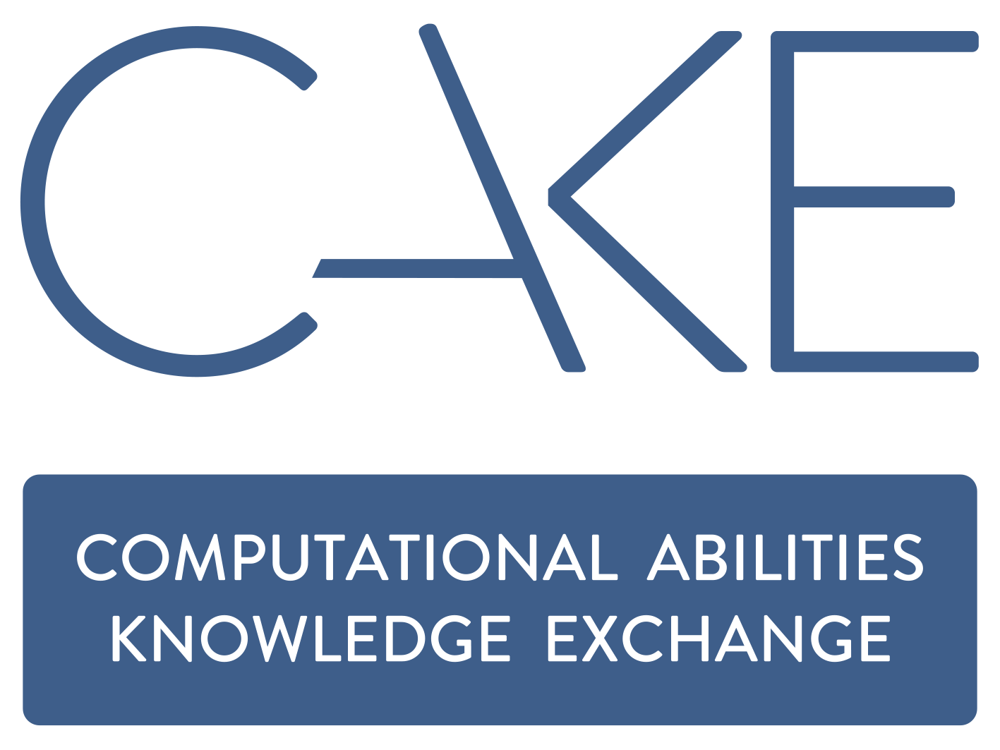 CAKE
COMPUTATIONAL ABILITIES
KNOWLEDGE EXCHANGE